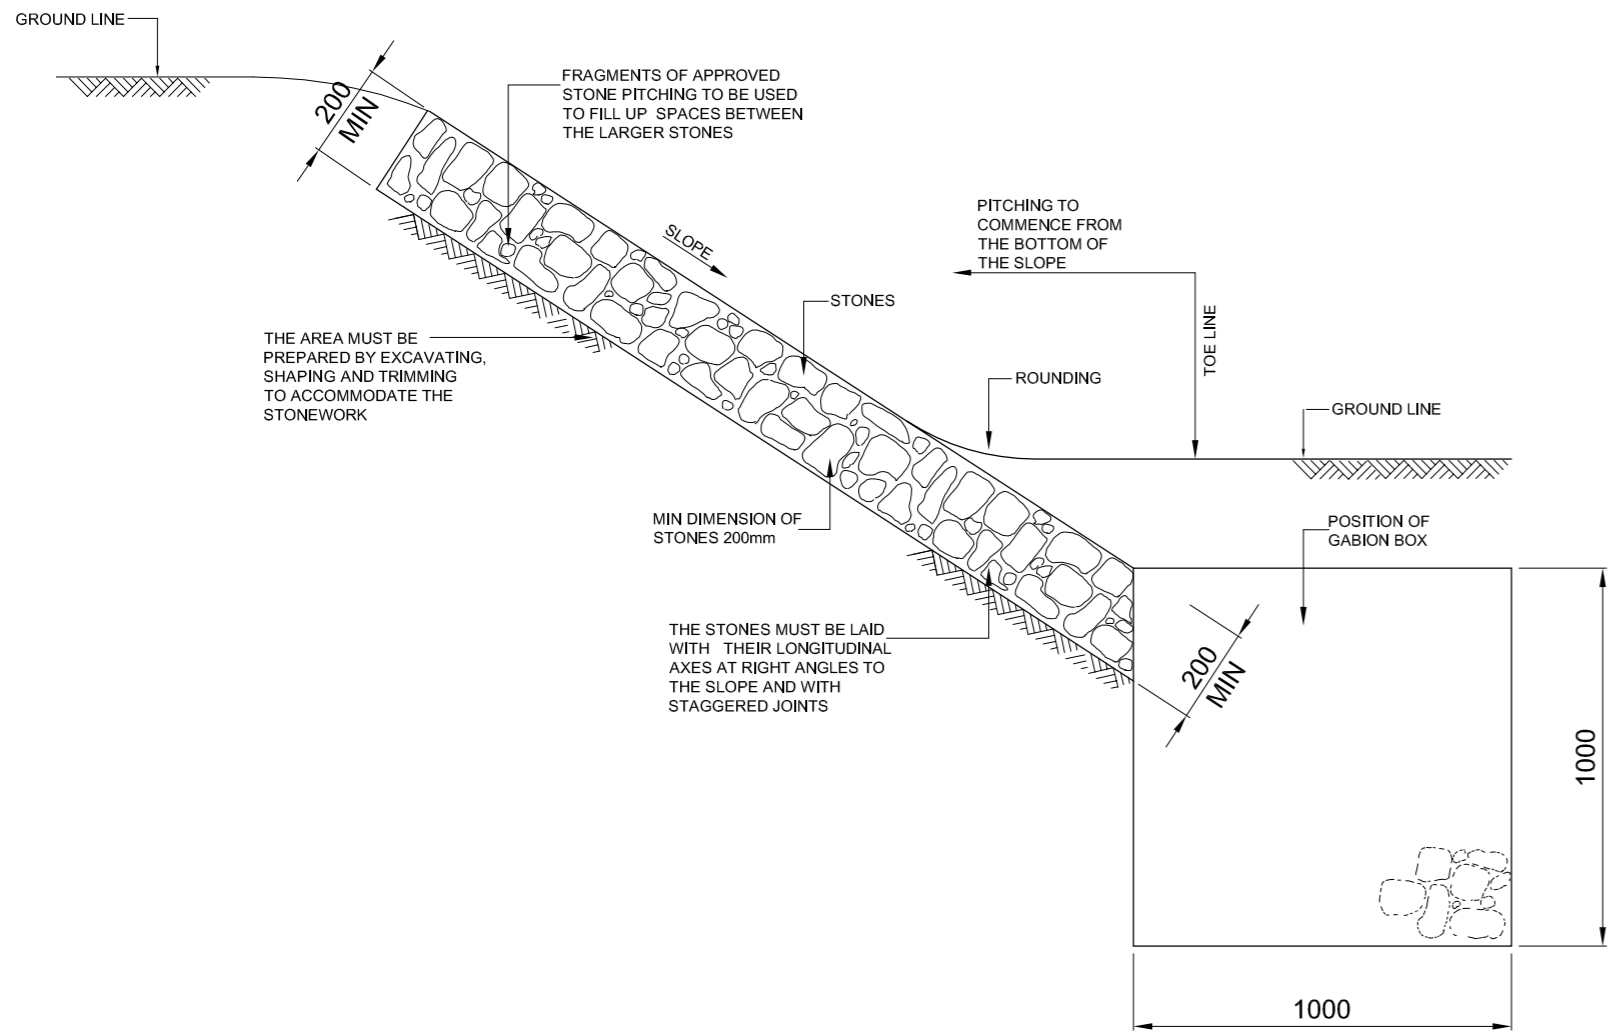 GROUND LINE
200
MIN
FRAGMENTS OF APPROVED
STONE PITCHING TO BE USED
TO FILL UP SPACES BETWEEN
THE LARGER STONES
SLOPE
PITCHING TO
COMMENCE FROM
THE BOTTOM OF
THE SLOPE
STONES
TOE LINE
THE AREA MUST BE
PREPARED BY EXCAVATING,
SHAPING AND TRIMMING
TO ACCOMMODATE THE
STONEWORK
ROUNDING
GROUND LINE
MIN DIMENSION OF
STONES 200mm
POSITION OF
GABION BOX
THE STONES MUST BE LAID
WITH THEIR LONGITUDINAL
AXES AT RIGHT ANGLES TO
THE SLOPE AND WITH
STAGGERED JOINTS
200
MIN
1000
1000